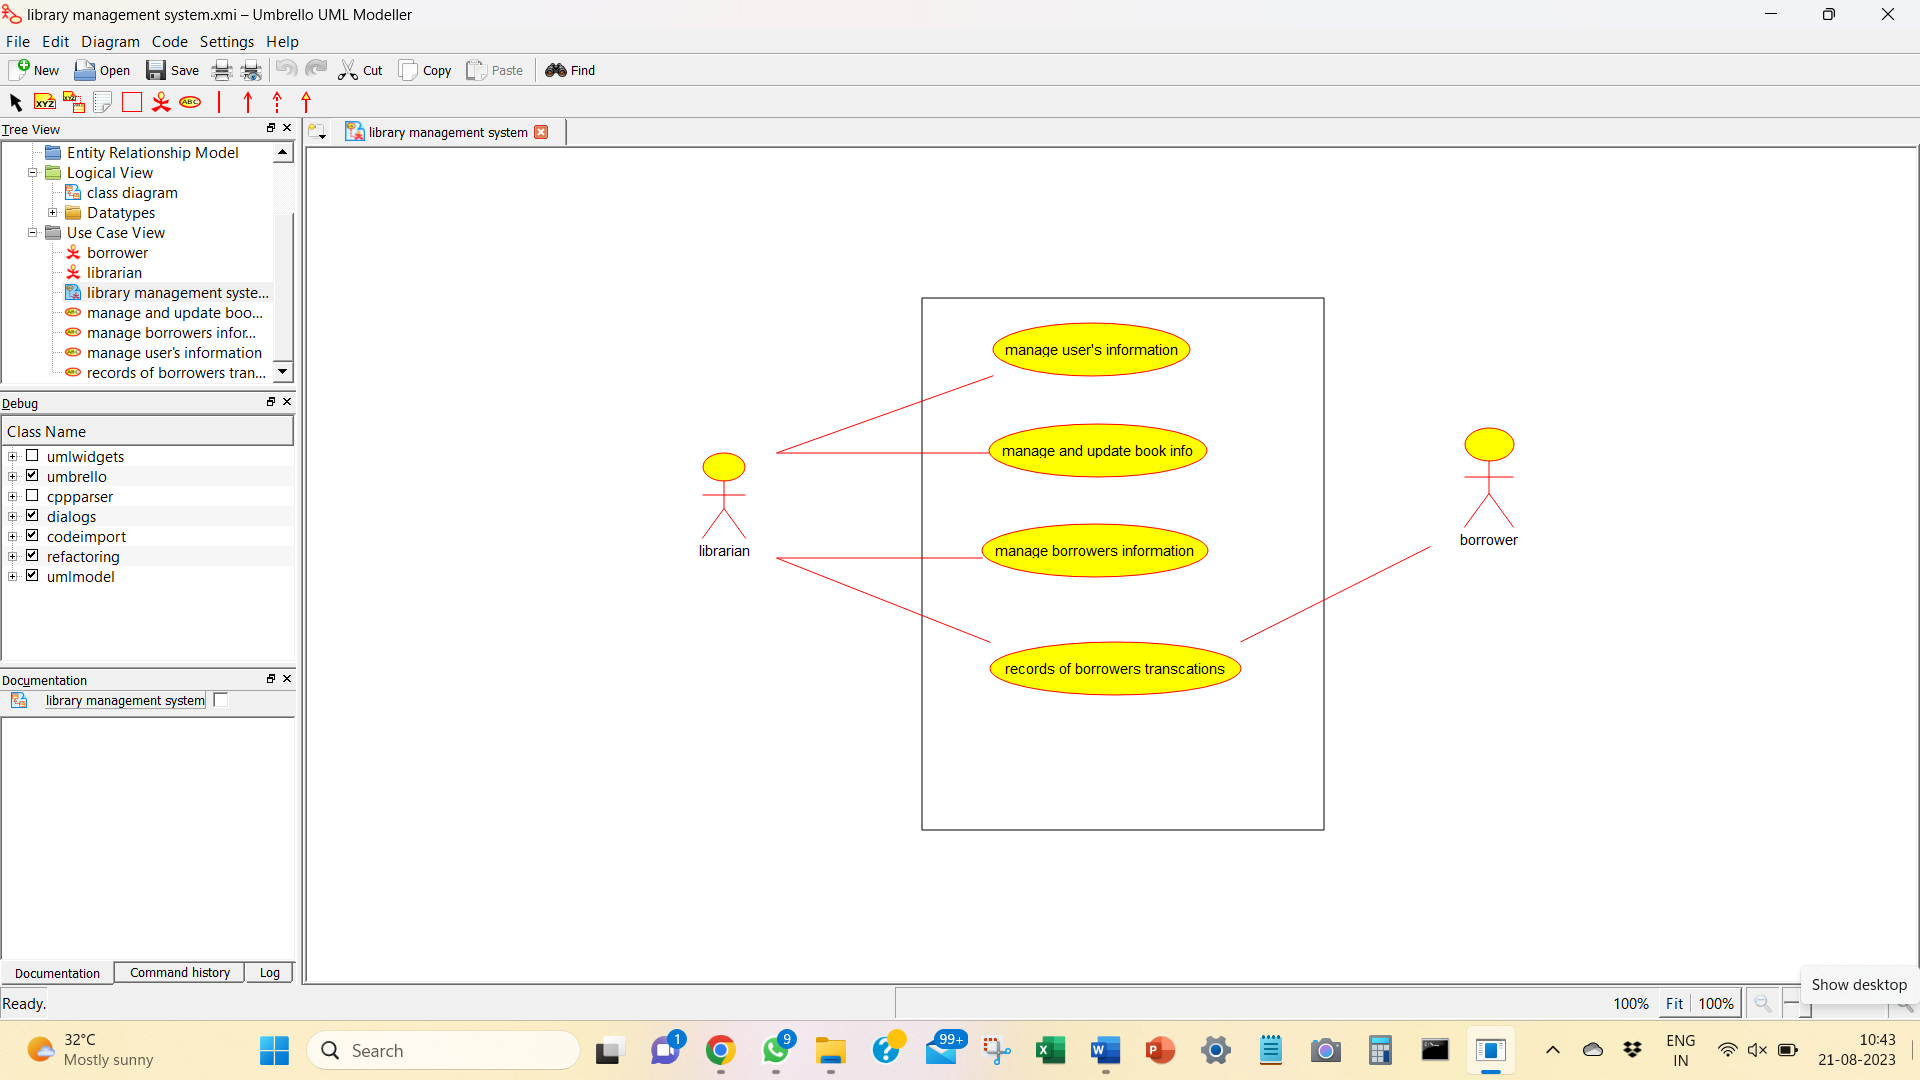 library management system.xmi – Umbrello UML Modeller
File Edit Diagram Code Settings Help
New Open Save Cut Copy Paste Find
XYZ XYZ ABC
Tree View
library management system
Entity Relationship Model
Logical View
class diagram
Datatypes
Use Case View
borrower
librarian
library management syste...
manage and update boo...
manage borrowers infor...
manage user's information
records of borrowers tran...
Debug
Class Name
umlwidgets
umbrello
cppparser
dialogs
codeimport
refactoring
umlmodel
Documentation
library management system
Documentation Command history Log
Ready.
manage user's information
manage and update book info
manage borrowers information
records of borrowers transcations
librarian
borrower
100% Fit 100%
Show desktop
32°C
Mostly sunny
Search
1
9
99+
ENG
IN
10:43
21-08-2023